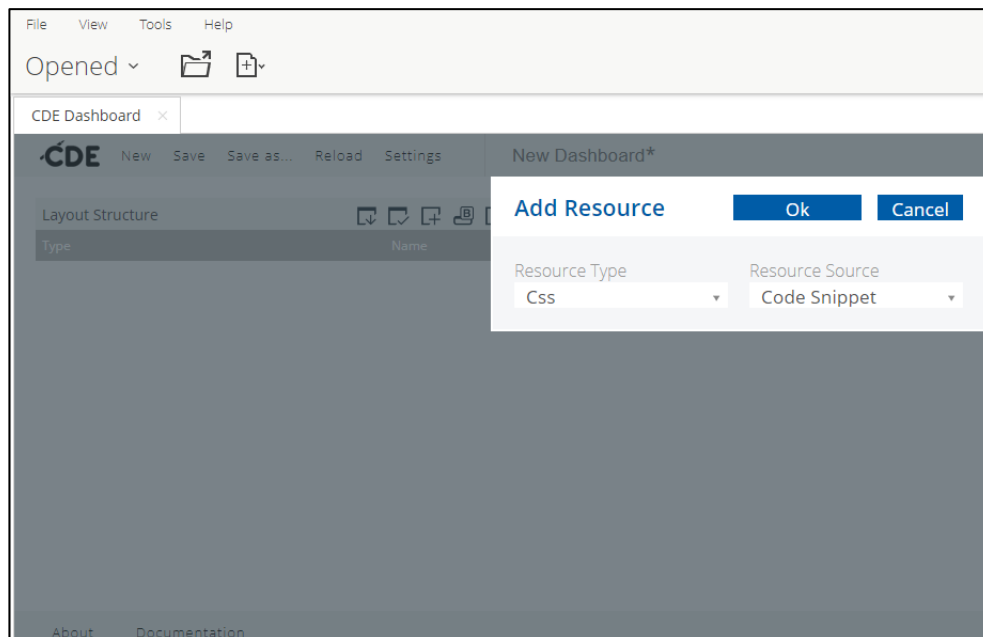 File View Tools Help
Opened
CDE Dashboard
CDE New Save Save as... Reload Settings New Dashboard*
Layout Structure
Type Name
Add Resource Ok Cancel
Resource Type Resource Source
Css Code Snippet
About Documentation